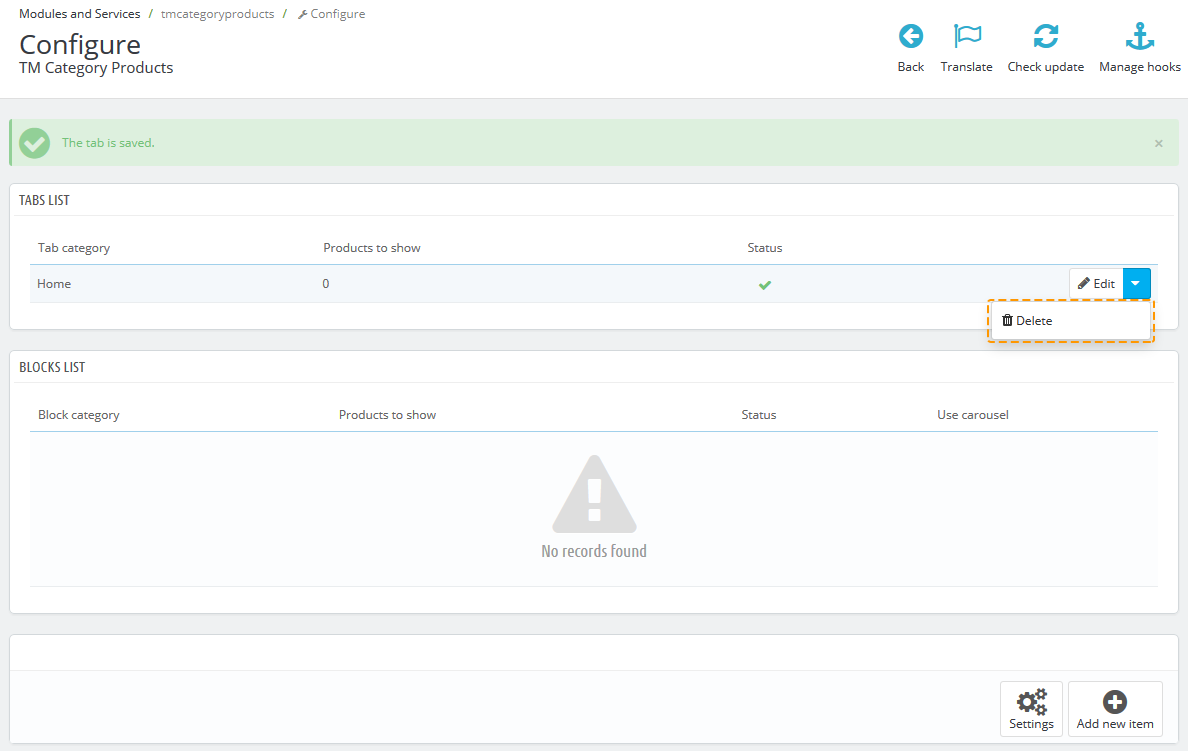 Modules and Services / tmcategoryproducts / Configure
Configure
TM Category Products
Back Translate Check update Manage hooks
The tab is saved. ×
TABS LIST
Tab category Products to show Status
Home 0 Edit
Delete
BLOCKS LIST
Block category Products to show Status Use carousel
No records found
Settings Add new item